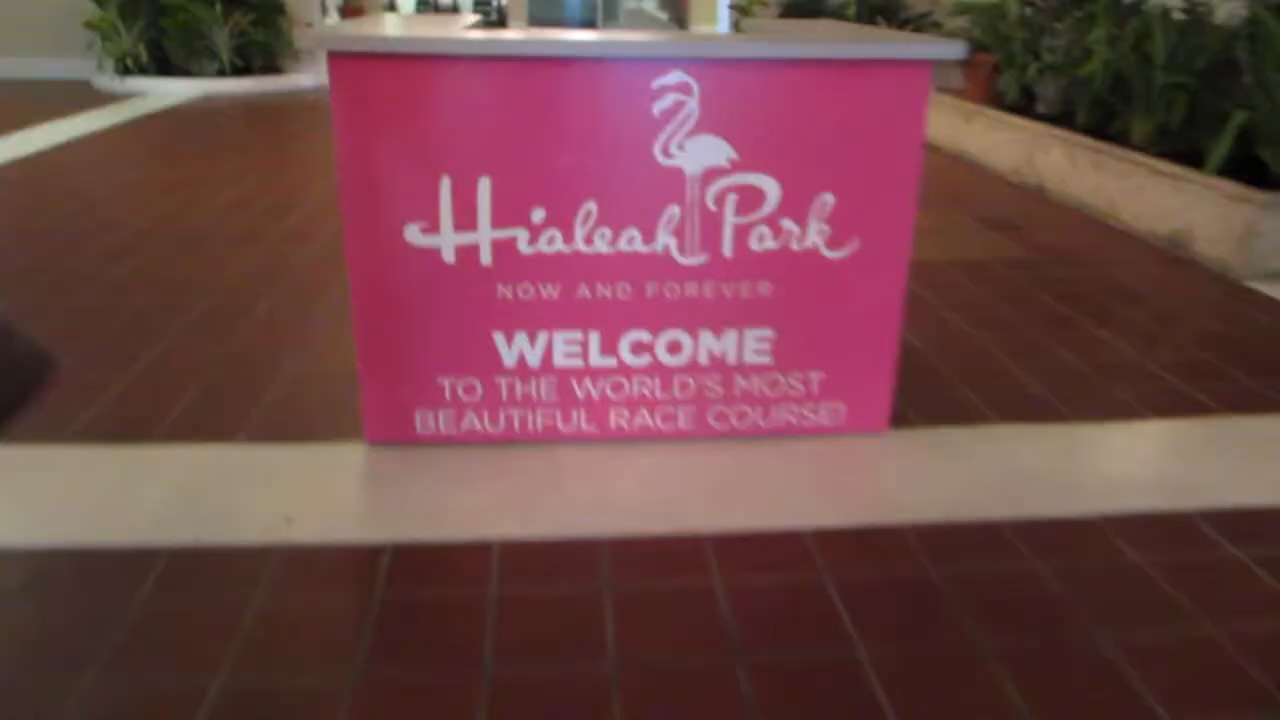 Hialeah Park
NOW AND FOREVER
WELCOME
TO THE WORLD'S MOST
BEAUTIFUL RACE COURSE!